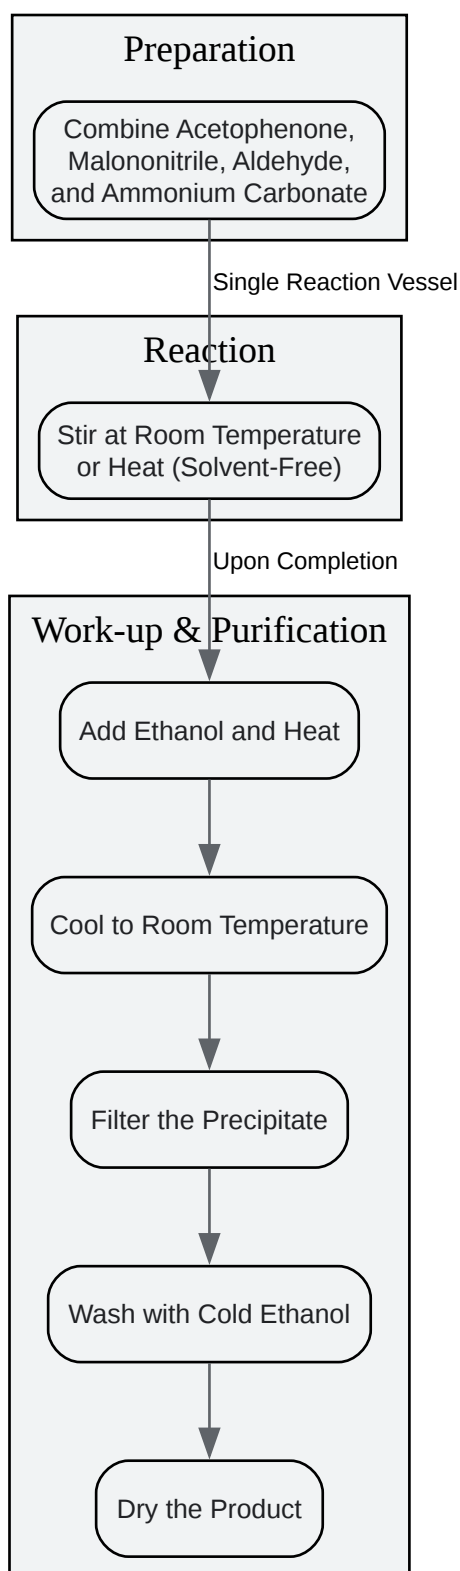 Preparation
Combine Acetophenone,
Malononitrile, Aldehyde,
and Ammonium Carbonate
Single Reaction Vessel
Reaction
Stir at Room Temperature
or Heat (Solvent-Free)
Upon Completion
Work-up & Purification
Add Ethanol and Heat
Cool to Room Temperature
Filter the Precipitate
Wash with Cold Ethanol
Dry the Product